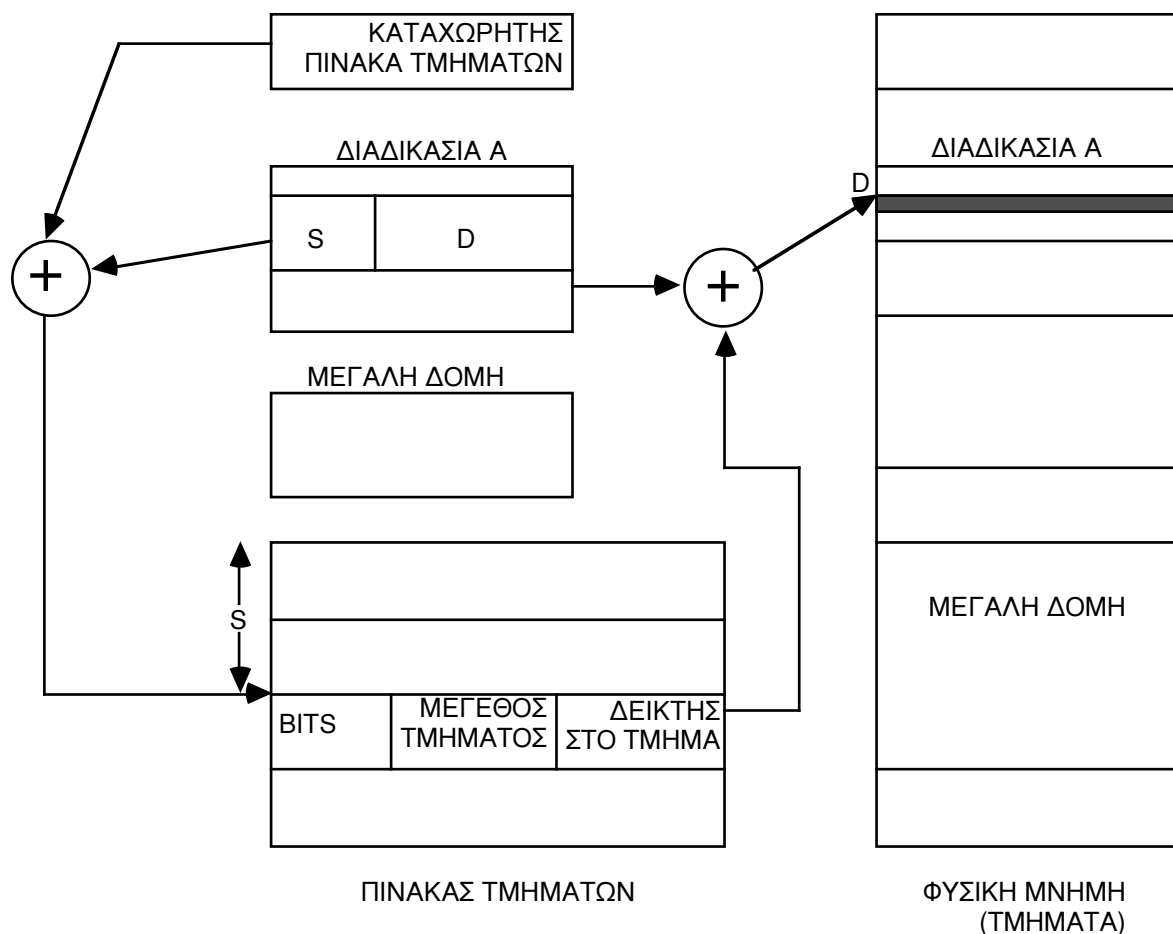 ΚΑΤΑΧΩΡΗΤΗΣ
ΠΙΝΑΚΑ ΤΜΗΜΑΤΩΝ
ΔΙΑΔΙΚΑΣΙΑ Α
S
D
+
ΜΕΓΑΛΗ ΔΟΜΗ
S
BITS
ΜΕΓΕΘΟΣ
ΤΜΗΜΑΤΟΣ
ΔΕΙΚΤΗΣ
ΣΤΟ ΤΜΗΜΑ
ΠΙΝΑΚΑΣ ΤΜΗΜΑΤΩΝ
+
ΔΙΑΔΙΚΑΣΙΑ Α
D
ΜΕΓΑΛΗ ΔΟΜΗ
ΦΥΣΙΚΗ ΜΝΗΜΗ
(ΤΜΗΜΑΤΑ)